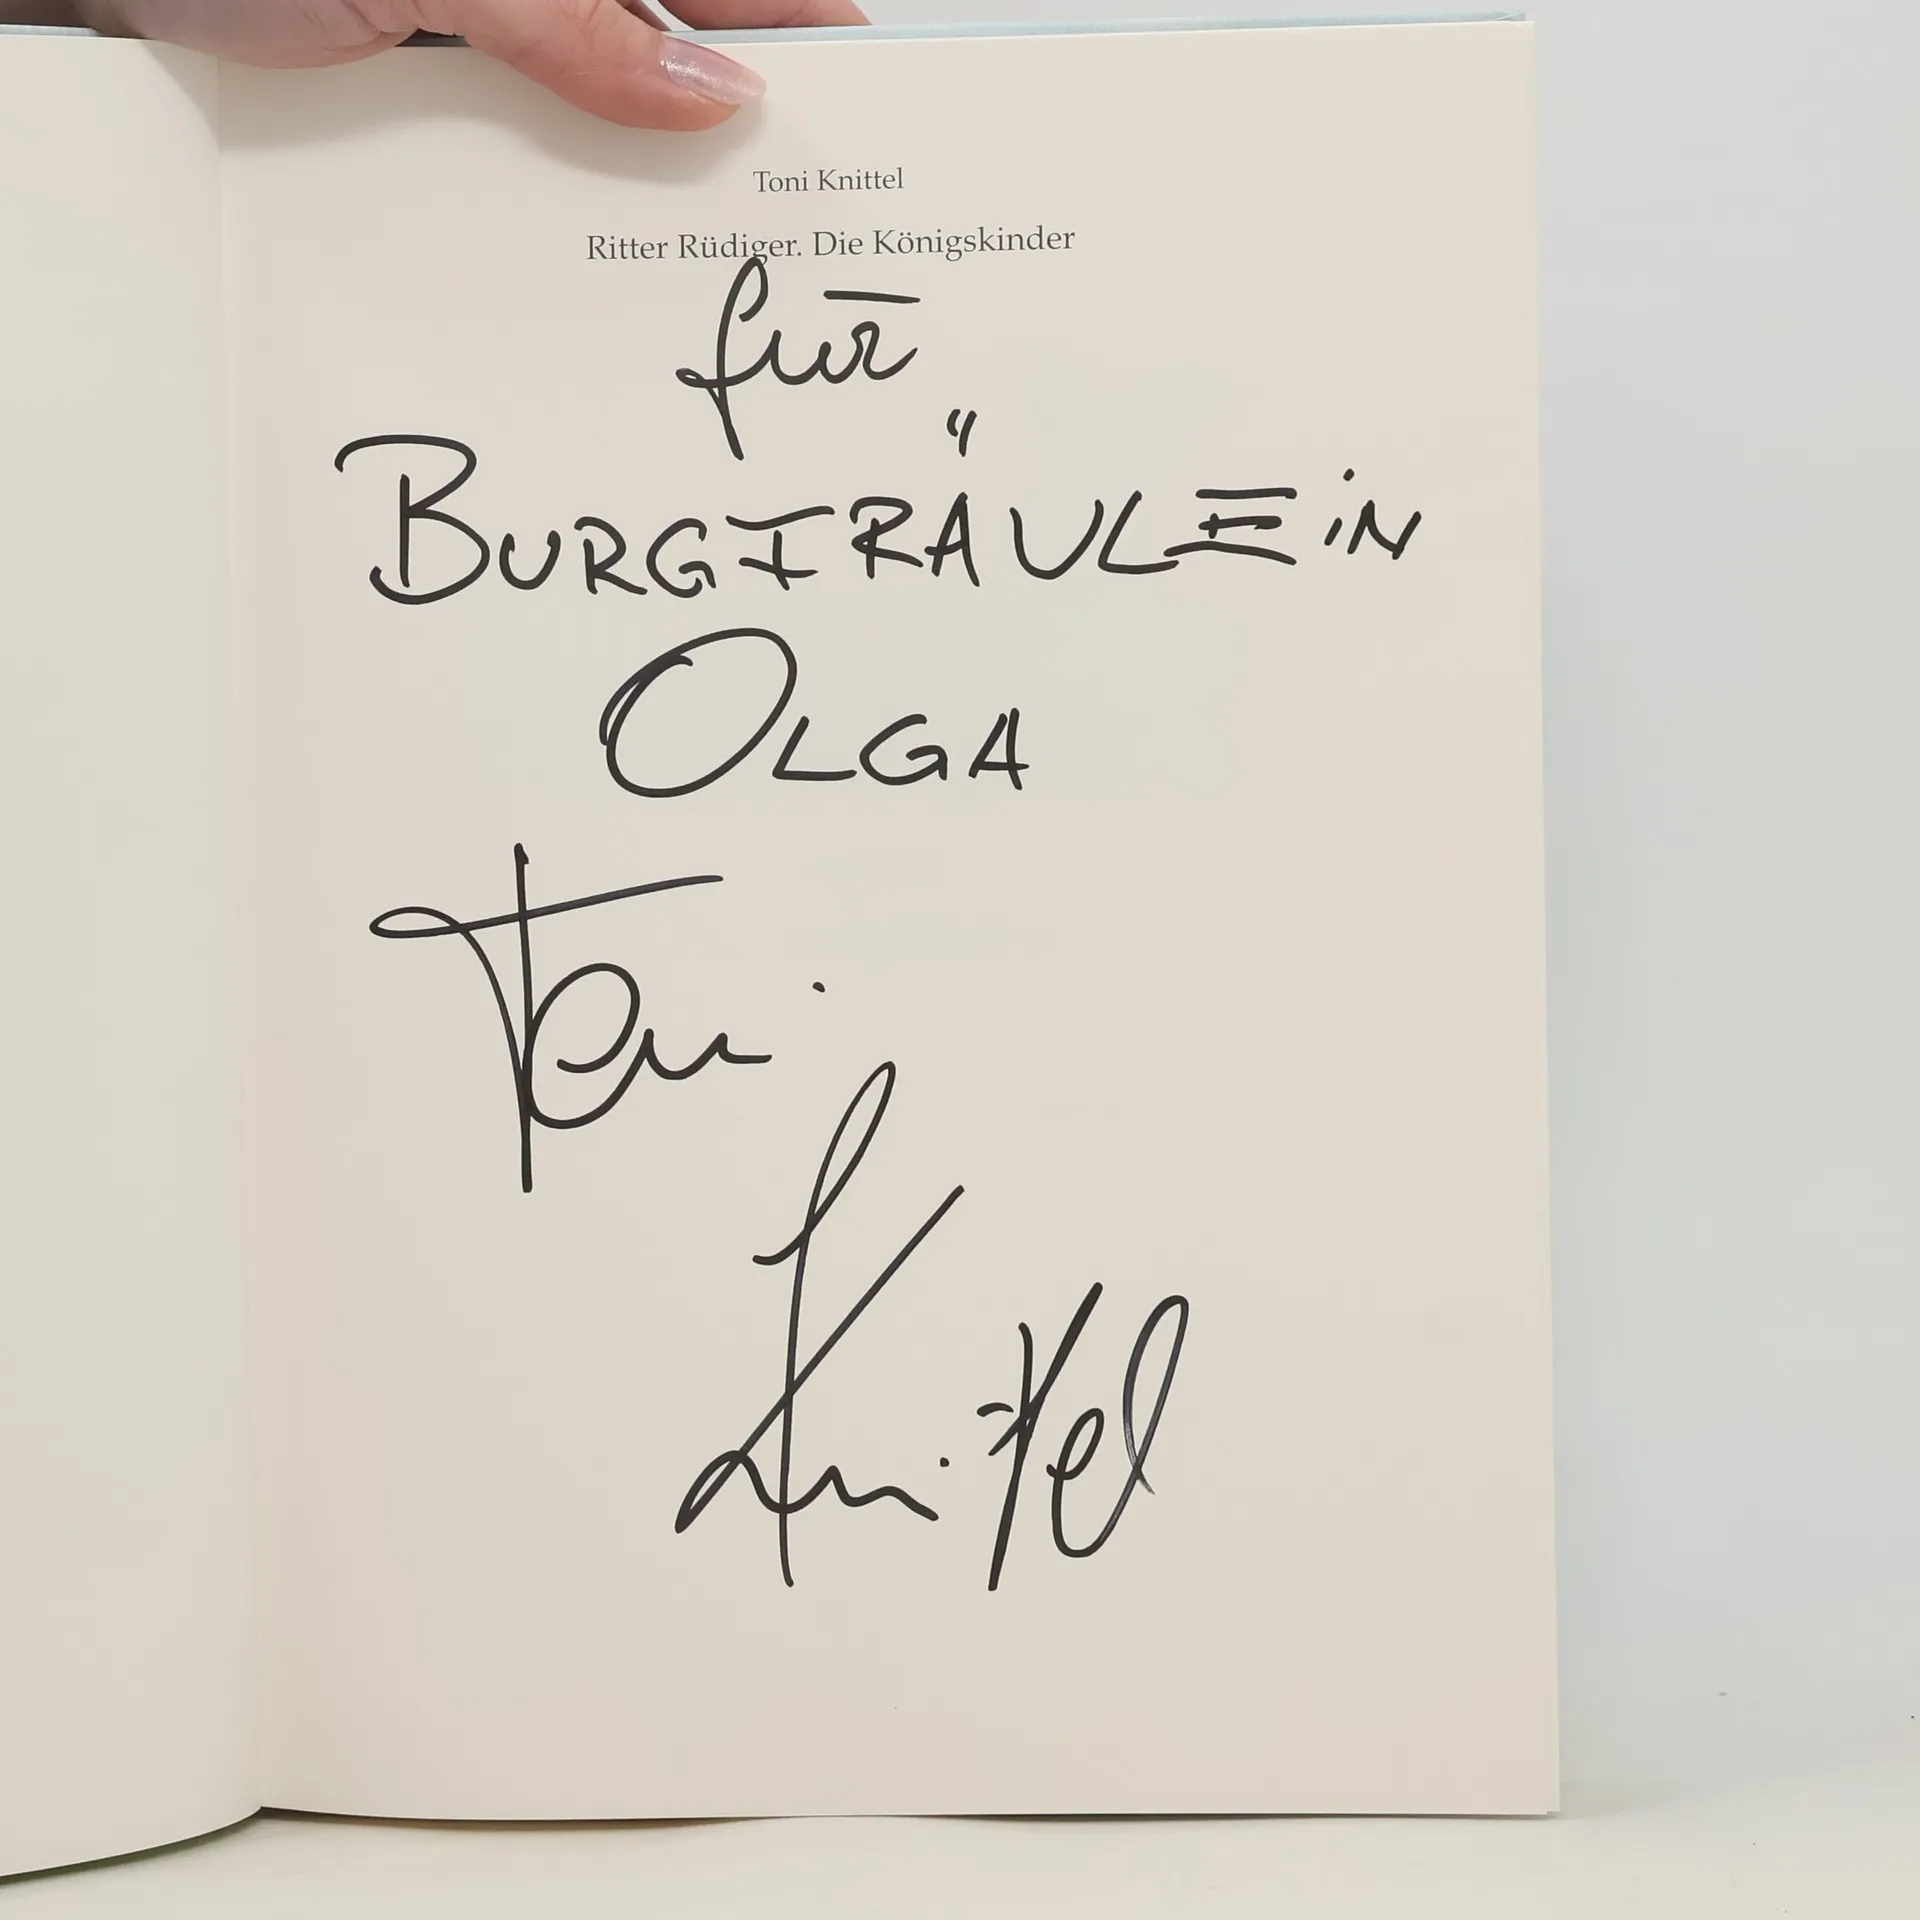 Toni Knittel
Ritter Rüdiger. Die Königskinder
für
BURGFRÄULEiN
OLGA
Toni
Knittel